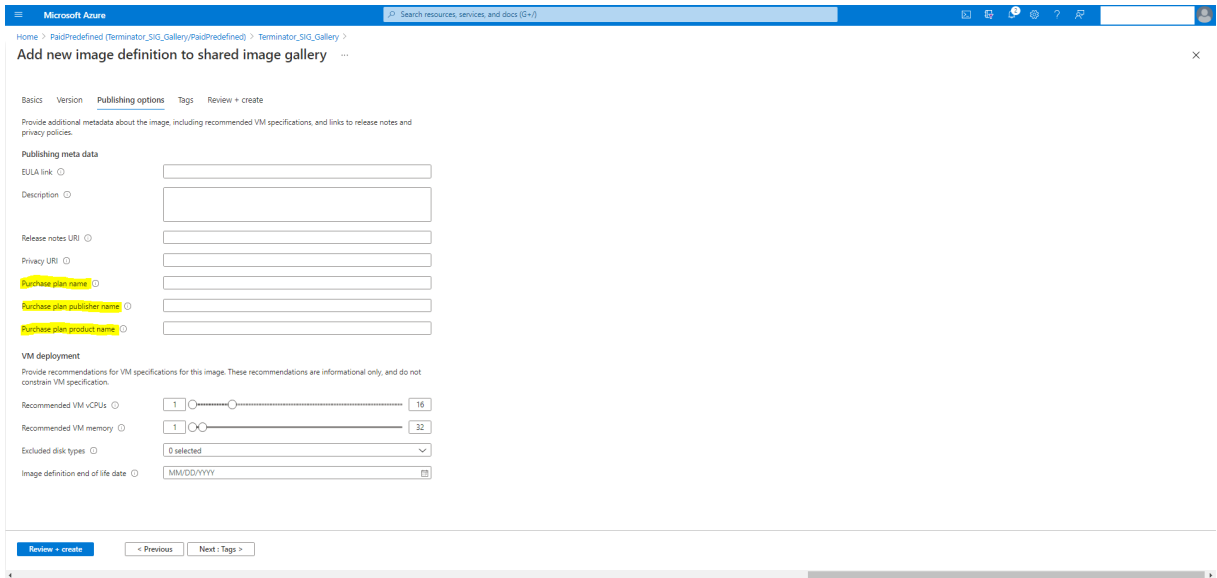 Microsoft Azure
Search resources, services, and docs (G+/)
2
Home > PaidPredefined (Terminator_SIG_Gallery/PaidPredefined) > Terminator_SIG_Gallery >
Add new image definition to shared image gallery ...
Basics Version Publishing options Tags Review + create
Provide additional metadata about the image, including recommended VM specifications, and links to release notes and
privacy policies.
Publishing meta data
EULA link
Description
Release notes URI
Privacy URI
Purchase plan name
Purchase plan publisher name
Purchase plan product name
VM deployment
Provide recommendations for VM specifications for this image. These recommendations are informational only, and do not
constrain VM specification.
Recommended VM vCPUs 1 16
Recommended VM memory 1 32
Excluded disk types 0 selected
Image definition end of life date MM/DD/YYYY
Review + create < Previous Next : Tags >